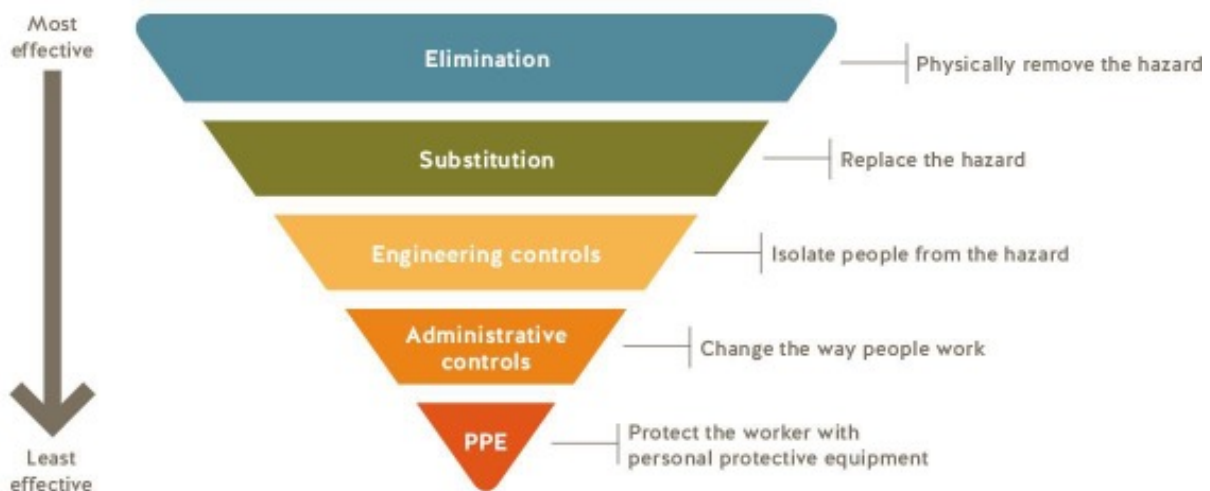 Most
effective
Elimination
Physically remove the hazard
Substitution
Replace the hazard
Engineering controls
Isolate people from the hazard
Administrative
controls
Change the way people work
PPE
Protect the worker with
personal protective equipment
Least
effective